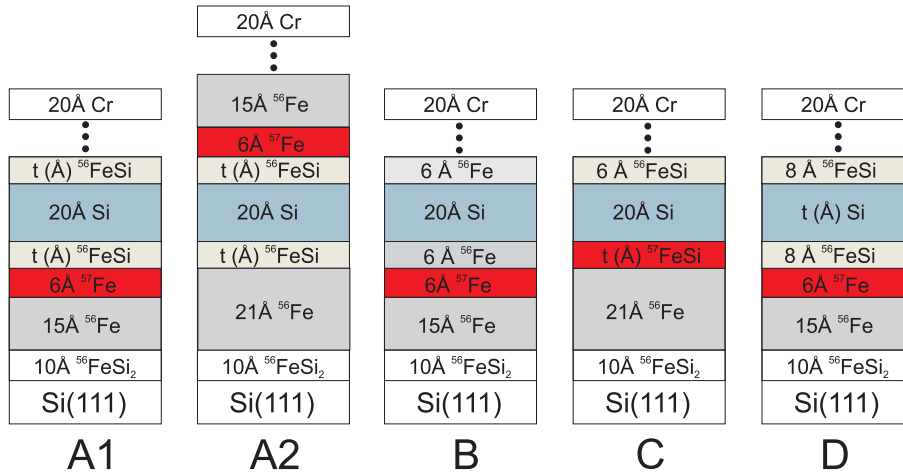 20Å Cr
t (Å) ⁵⁶FeSi
20Å Si
t (Å) ⁵⁶FeSi
6Å ⁵⁷Fe
15Å ⁵⁶Fe
10Å ⁵⁶FeSi₂
Si(111)
A1
20Å Cr
15Å ⁵⁶Fe
6Å ⁵⁷Fe
t (Å) ⁵⁶FeSi
20Å Si
t (Å) ⁵⁶FeSi
21Å ⁵⁶Fe
10Å ⁵⁶FeSi₂
Si(111)
A2
20Å Cr
6 Å ⁵⁶Fe
20Å Si
6 Å ⁵⁶Fe
6Å ⁵⁷Fe
15Å ⁵⁶Fe
10Å ⁵⁶FeSi₂
Si(111)
B
20Å Cr
6 Å ⁵⁶FeSi
20Å Si
t (Å) ⁵⁷FeSi
21Å ⁵⁶Fe
10Å ⁵⁶FeSi₂
Si(111)
C
20Å Cr
8 Å ⁵⁶FeSi
t (Å) Si
8 Å ⁵⁶FeSi
6Å ⁵⁷Fe
15Å ⁵⁶Fe
10Å ⁵⁶FeSi₂
Si(111)
D